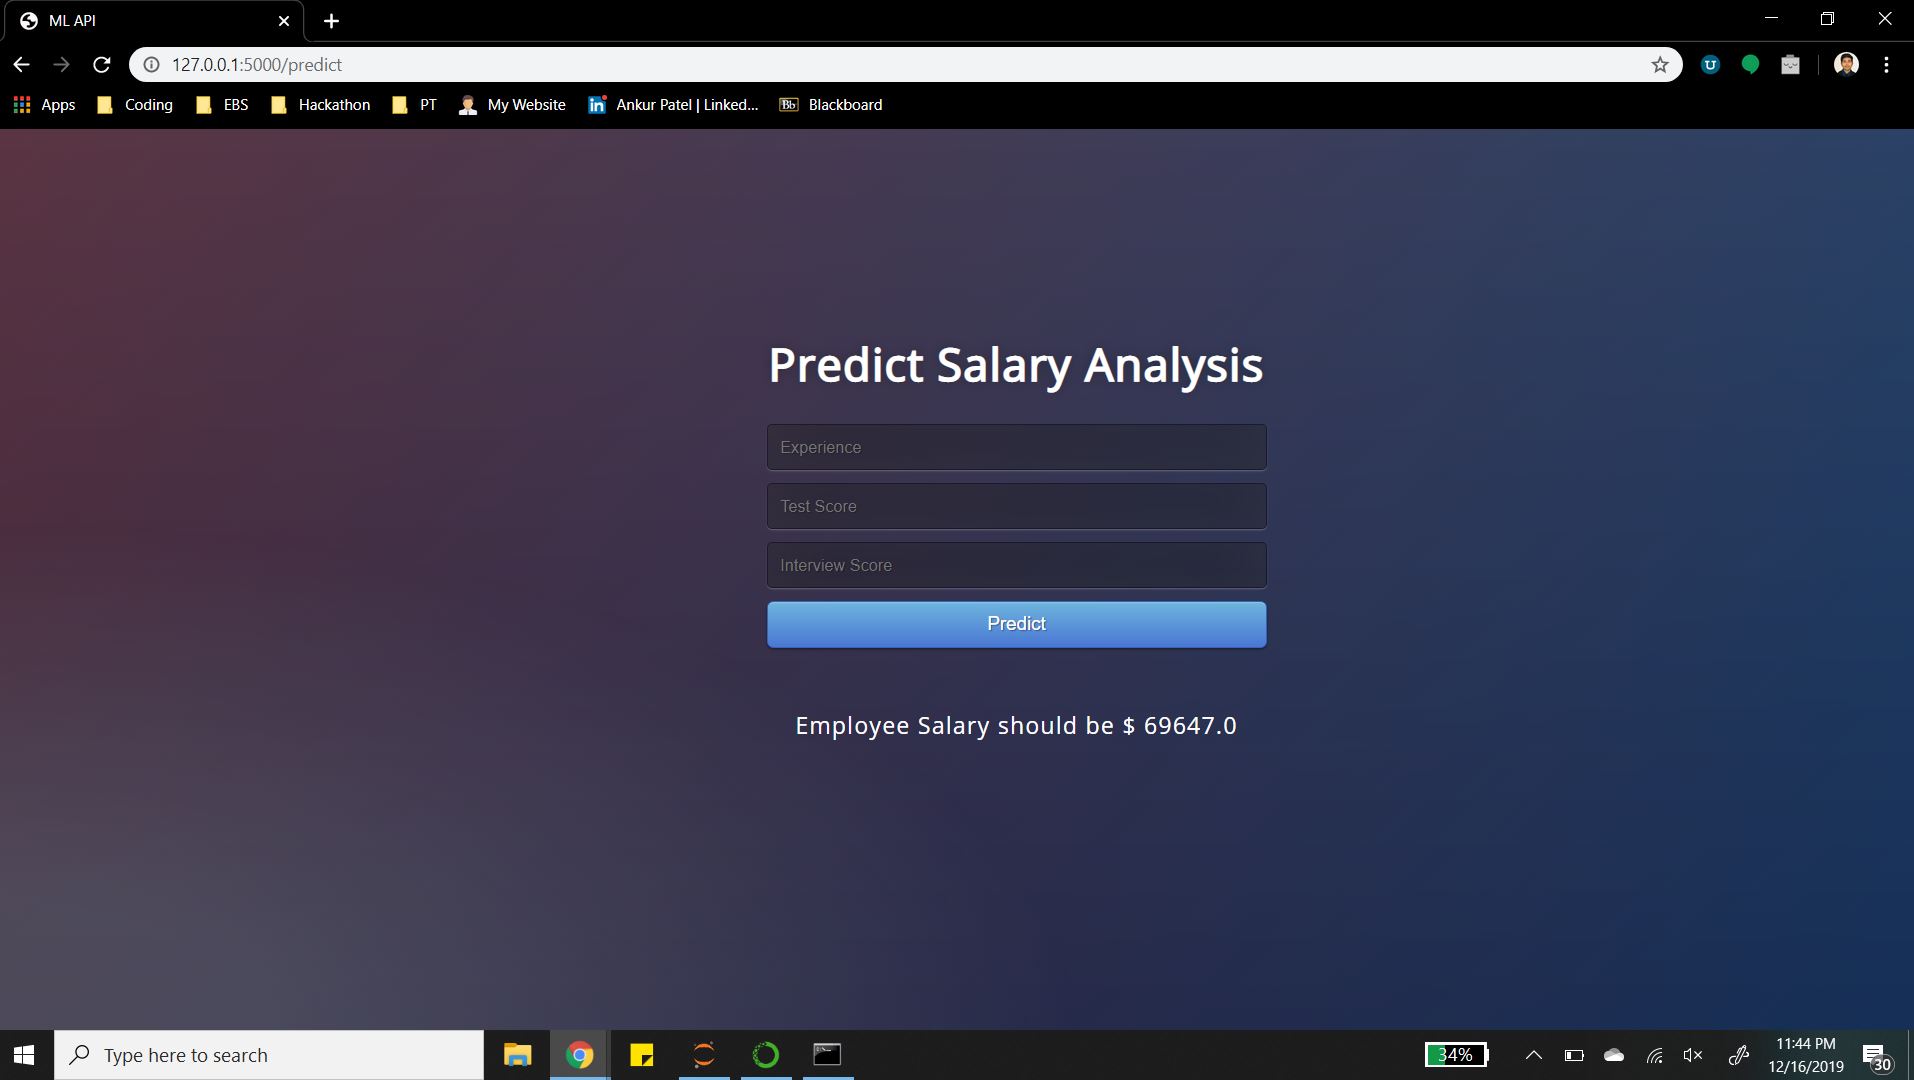 ML API
127.0.0.1:5000/predict
Apps Coding EBS Hackathon PT My Website Ankur Patel | Linked... Bb Blackboard
Predict Salary Analysis
Experience
Test Score
Interview Score
Predict
Employee Salary should be $ 69647.0
Type here to search
34%
11:44 PM
12/16/2019
30